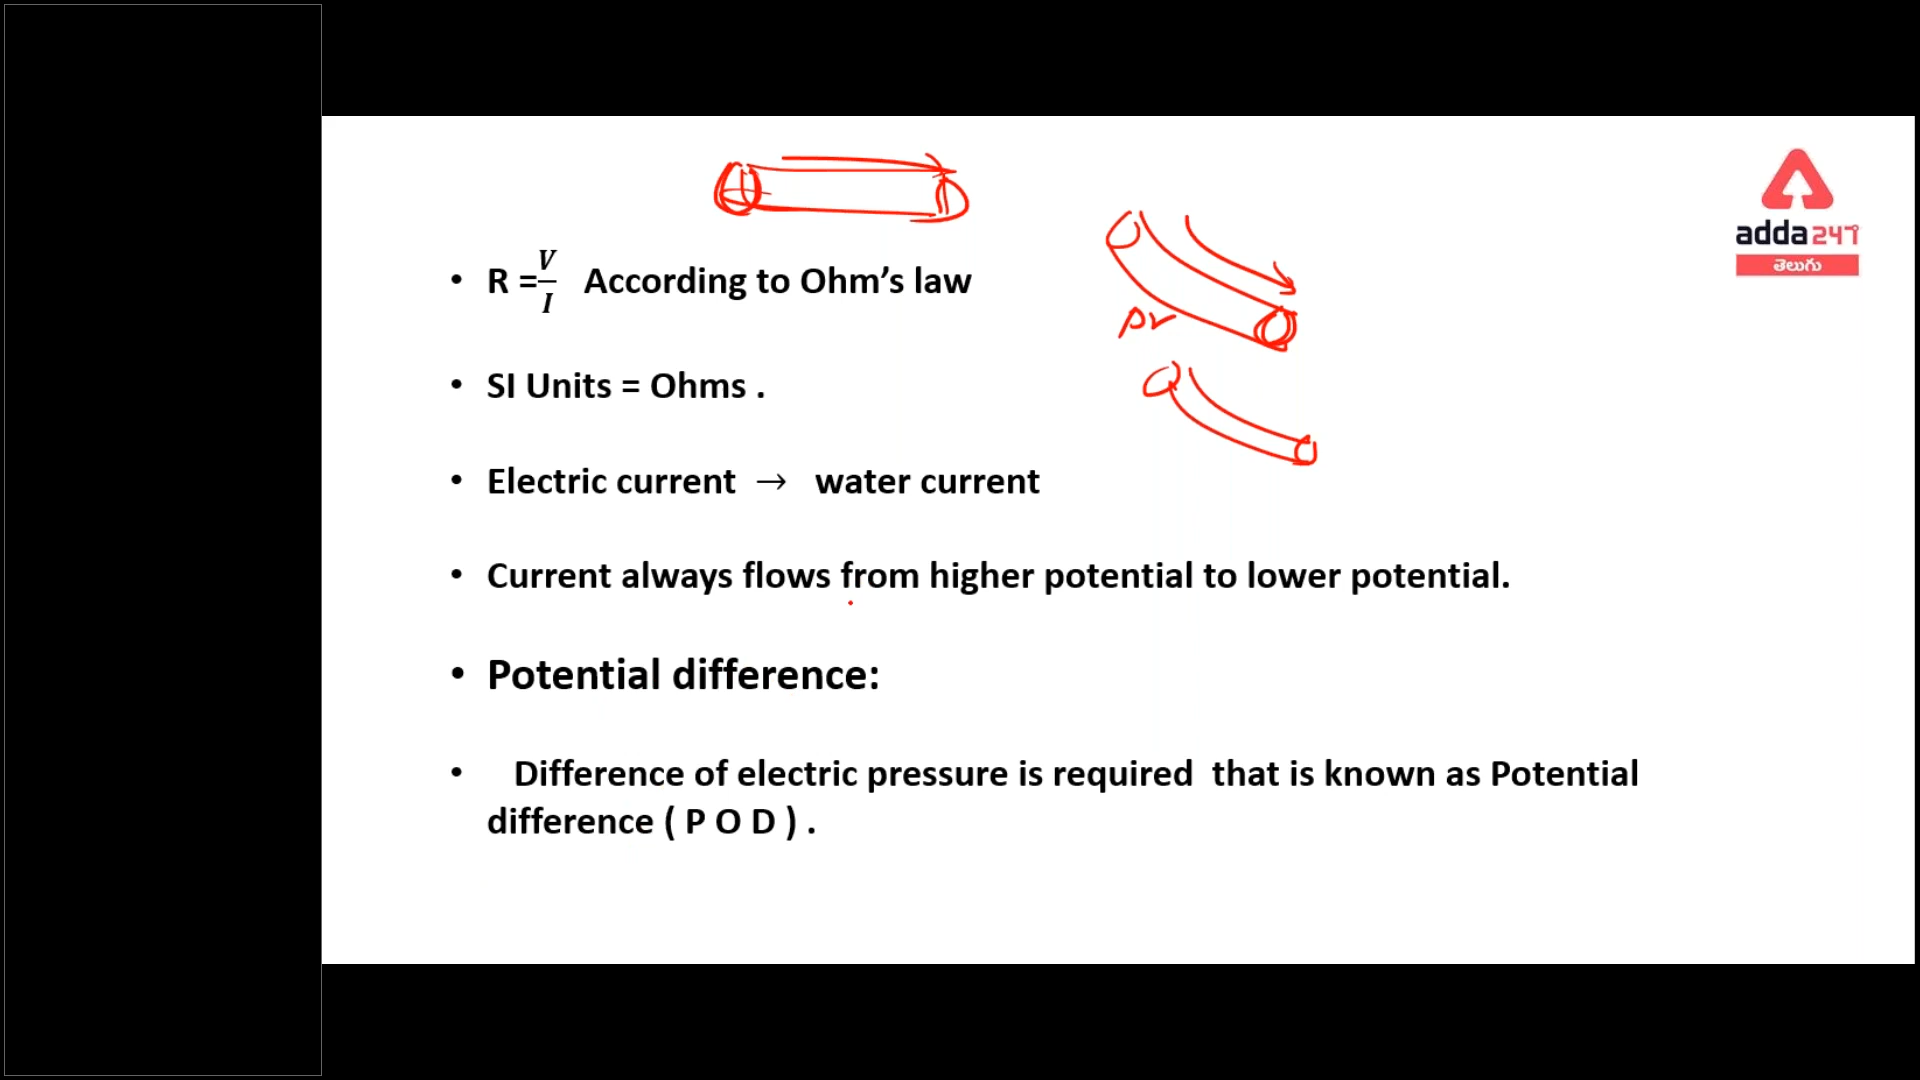 adda247
తెలుగు
• R = V/I According to Ohm’s law
pr
• SI Units = Ohms .
• Electric current → water current
• Current always flows from higher potential to lower potential.
• Potential difference:
• Difference of electric pressure is required that is known as Potential
difference ( P O D ) .